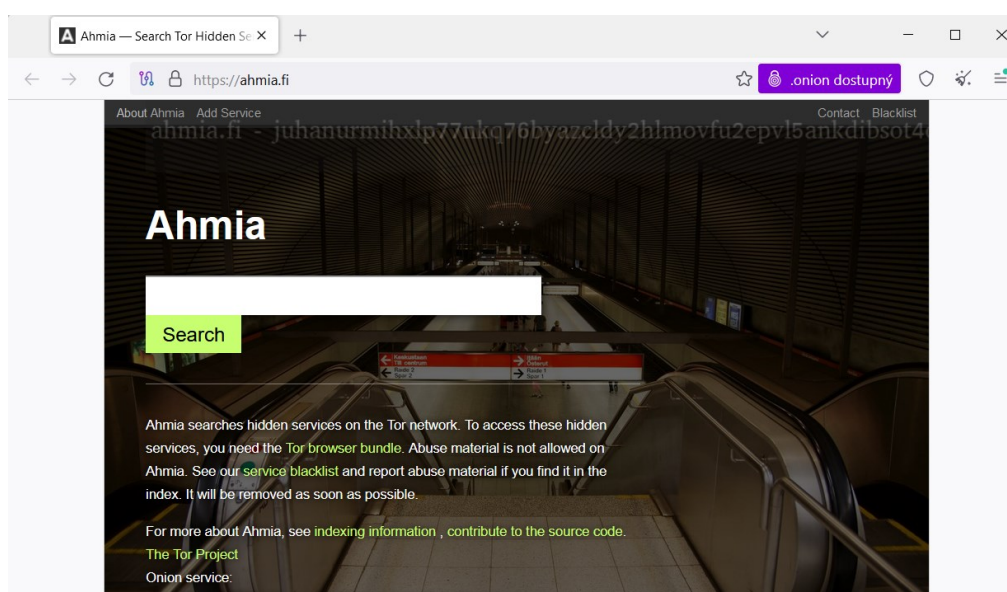 Ahmia — Search Tor Hidden Se
https://ahmia.fi
.onion dostupný
About Ahmia Add Service
Contact Blacklist
Ahmia
Search
Ahmia searches hidden services on the Tor network. To access these hidden
services, you need the Tor browser bundle. Abuse material is not allowed on
Ahmia. See our service blacklist and report abuse material if you find it in the
index. It will be removed as soon as possible.
For more about Ahmia, see indexing information , contribute to the source code.
The Tor Project
Onion service: